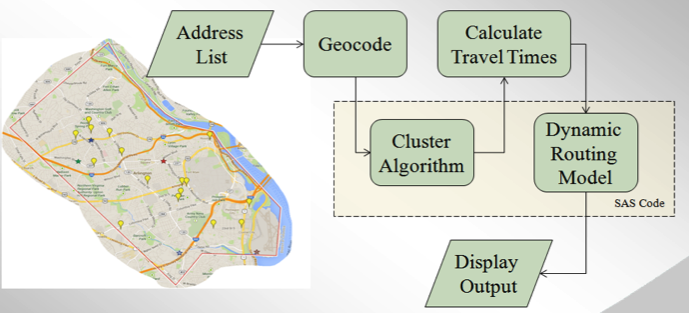 Address
List
Geocode
Calculate
Travel Times
Cluster
Algorithm
Dynamic
Routing
Model
SAS Code
Display
Output